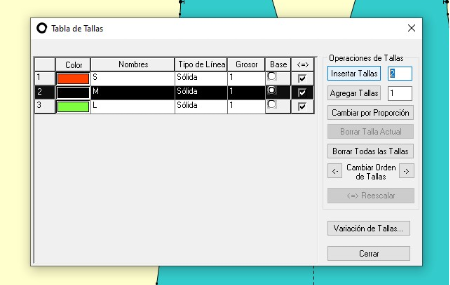 Tabla de Tallas
Color Nombres Tipo de Línea Grosor Base <=>
1 S Sólida 1
2 M Sólida 1
3 L Sólida 1
Operaciones de Tallas
Insertar Tallas 2
Agregar Tallas 1
Cambiar por Proporción
Borrar Talla Actual
Borrar Todas las Tallas
<- Cambiar Orden de Tallas ->
<=> Reescalar
Variación de Tallas...
Cerrar